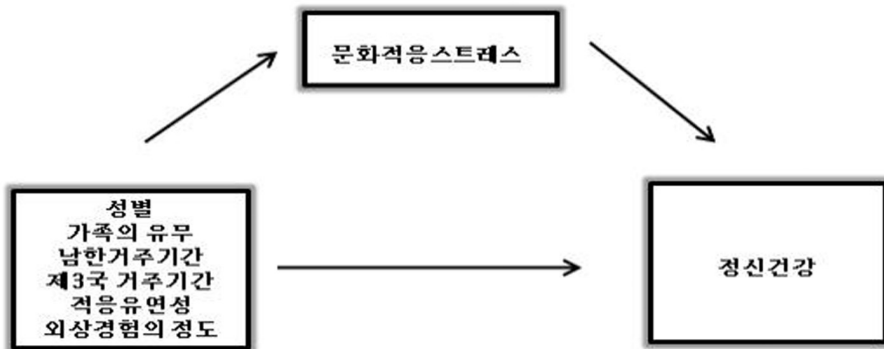 문화적응스트레스
성별
가족의 유무
남한거주기간
제3국 거주기간
적응유연성
외상경험의 정도
정신건강